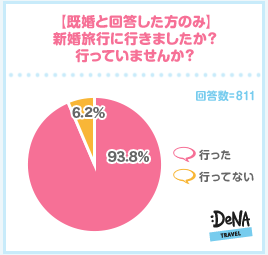 【既婚と回答した方のみ】
新婚旅行に行きましたか？
行っていませんか？
回答数=811
6.2%
93.8%
行った
行ってない
:DeNA
TRAVEL